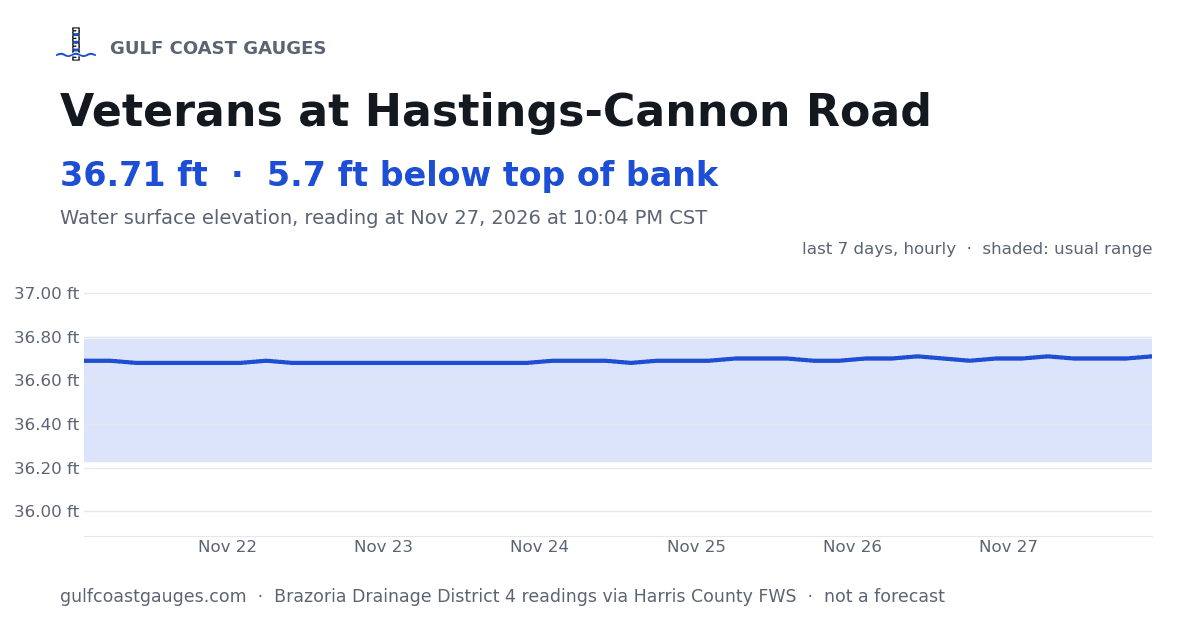 GULF COAST GAUGES
Veterans at Hastings-Cannon Road
36.71 ft · 5.7 ft below top of bank
Water surface elevation, reading at Nov 27, 2026 at 10:04 PM CST
last 7 days, hourly · shaded: usual range
37.00 ft
36.80 ft
36.60 ft
36.40 ft
36.20 ft
36.00 ft
Nov 22 Nov 23 Nov 24 Nov 25 Nov 26 Nov 27
gulfcoastgauges.com · Brazoria Drainage District 4 readings via Harris County FWS · not a forecast